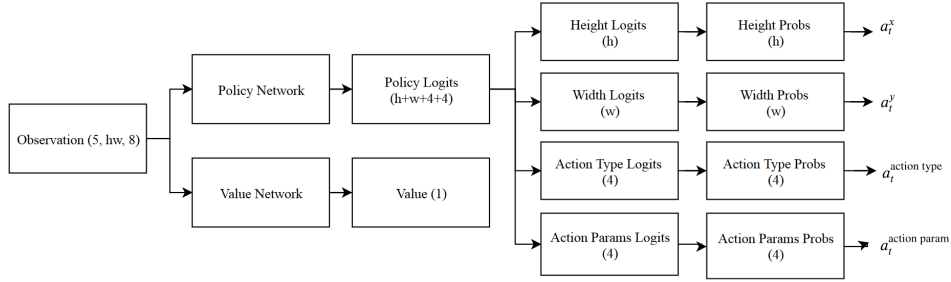 Observation (5, hw, 8)
Policy Network
Policy Logits
(h+w+4+4)
Value Network
Value (1)
Height Logits
(h)
Height Probs
(h)
a_t^x
Width Logits
(w)
Width Probs
(w)
a_t^y
Action Type Logits
(4)
Action Type Probs
(4)
a_t^action type
Action Params Logits
(4)
Action Params Probs
(4)
a_t^action param